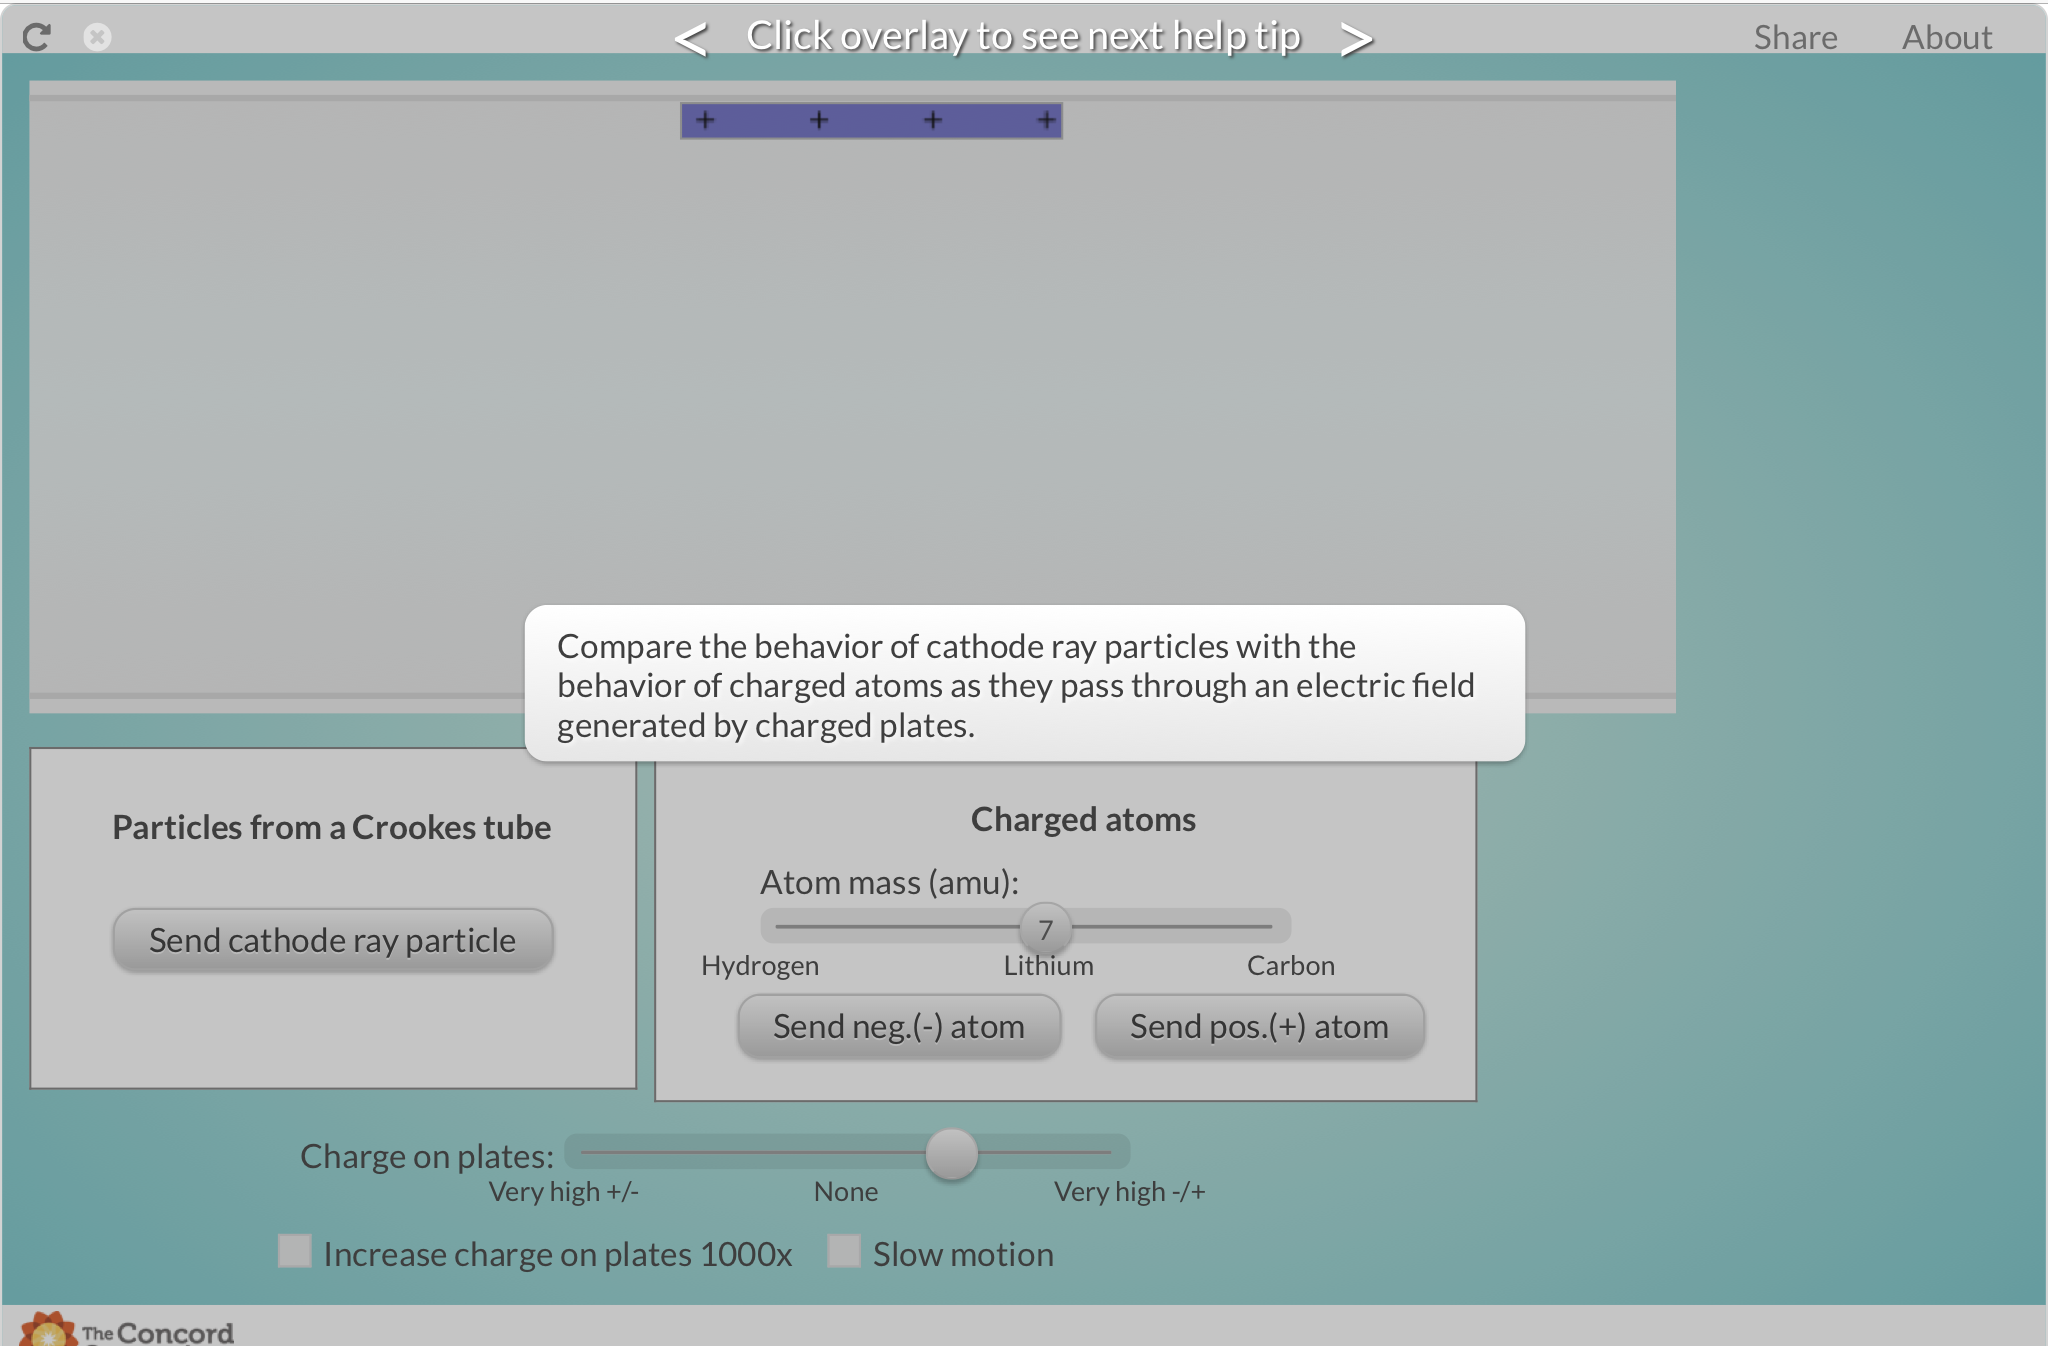 < Click overlay to see next help tip >
Share About
+ + + +
Compare the behavior of cathode ray particles with the
behavior of charged atoms as they pass through an electric field
generated by charged plates.
Particles from a Crookes tube
Send cathode ray particle
Charged atoms
Atom mass (amu):
7
Hydrogen Lithium Carbon
Send neg.(-) atom Send pos.(+) atom
Charge on plates:
Very high +/- None Very high -/+
Increase charge on plates 1000x Slow motion
The Concord